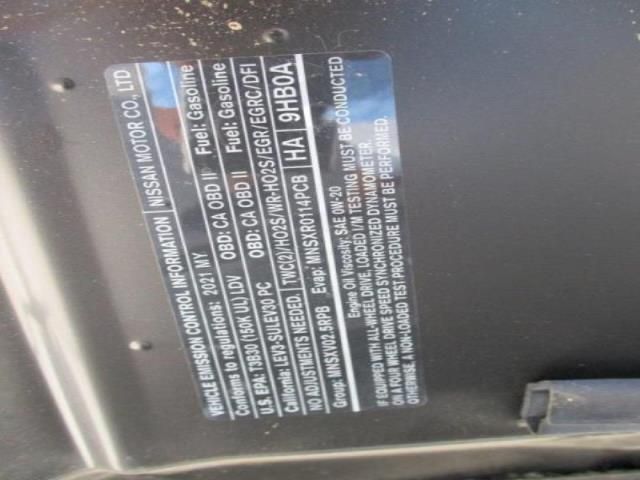 VEHICLE EMISSION CONTROL INFORMATION NISSAN MOTOR CO., LTD
Conforms to regulations: 2021 MY
U.S. EPA: T3B30 (150K UL) LDV OBD: CA OBD II Fuel: Gasoline
California: LEV3-SULEV30 PC OBD: CA OBD II Fuel: Gasoline
NO ADJUSTMENTS NEEDED. TWC(2)/HO2S/WR-HO2S/EGR/EGRC/DFI
Group: MNSXV02.5RPB Evap: MNSXR0114PCB HA 9HB0A
Engine Oil Viscosity: SAE 0W-20
IF EQUIPPED WITH ALL-WHEEL DRIVE, LOADED I/M TESTING MUST BE CONDUCTED
ON A FOUR WHEEL DRIVE SPEED SYNCHRONIZED DYNAMOMETER.
OTHERWISE, A NON-LOADED TEST PROCEDURE MUST BE PERFORMED.